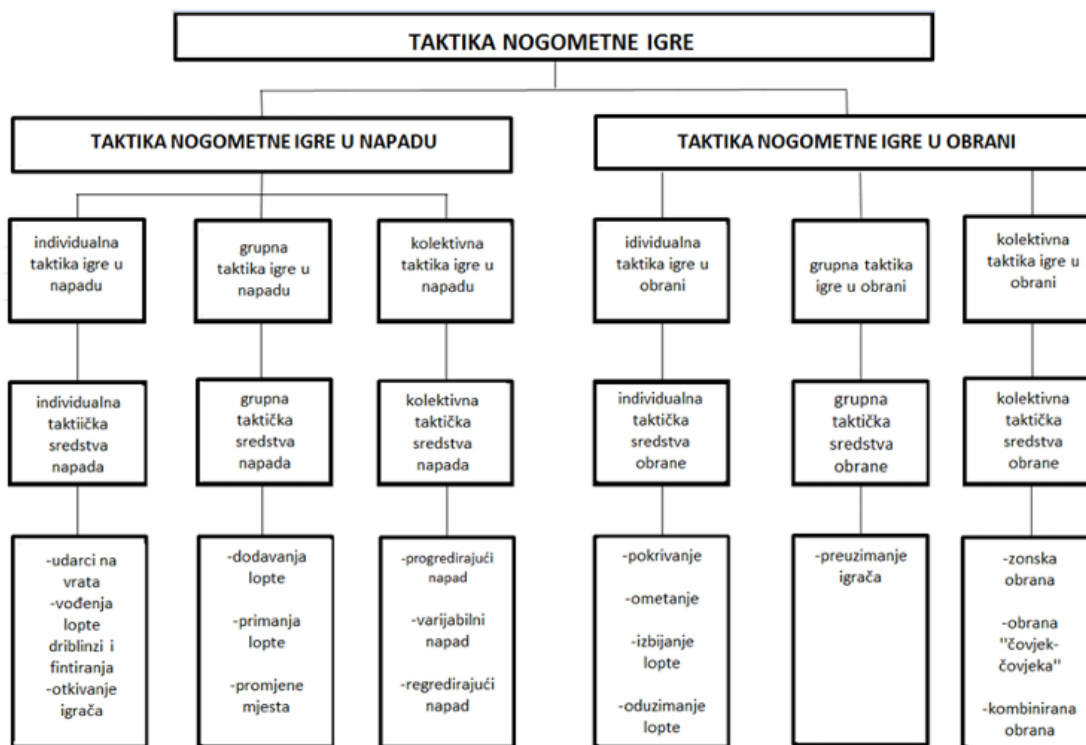 TAKTIKA NOGOMETNE IGRE
TAKTIKA NOGOMETNE IGRE U NAPADU
TAKTIKA NOGOMETNE IGRE U OBRANI
individualna
taktika igre u
napadu
grupna
taktika igre u
napadu
kolektivna
taktika igre u
napadu
idividualna
taktika igre u
obrani
grupna taktika
igre u obrani
kolektivna
taktika igre u
obrani
individualna
taktiička
sredstva
napada
grupna
taktička
sredstva
napada
kolektivna
taktička
sredstva
napada
individualna
taktička
sredstva
obrane
grupna
taktička
sredstva
obrane
kolektivna
taktička
sredstva
obrane
-udarci na
vrata
-vođenja
lopte
driblinzi i
fintiranja
-otkivanje
igrača
-dodavanja
lopte
-primanja
lopte
-promjene
mjesta
-progredirajući
napad
-varijabilni
napad
-regredirajući
napad
-pokrivanje
-ometanje
-izbijanje
lopte
-oduzimanje
lopte
-preuzimanje
igrača
-zonska
obrana
-obrana
"čovjek-
čovjeka"
-kombinirana
obrana